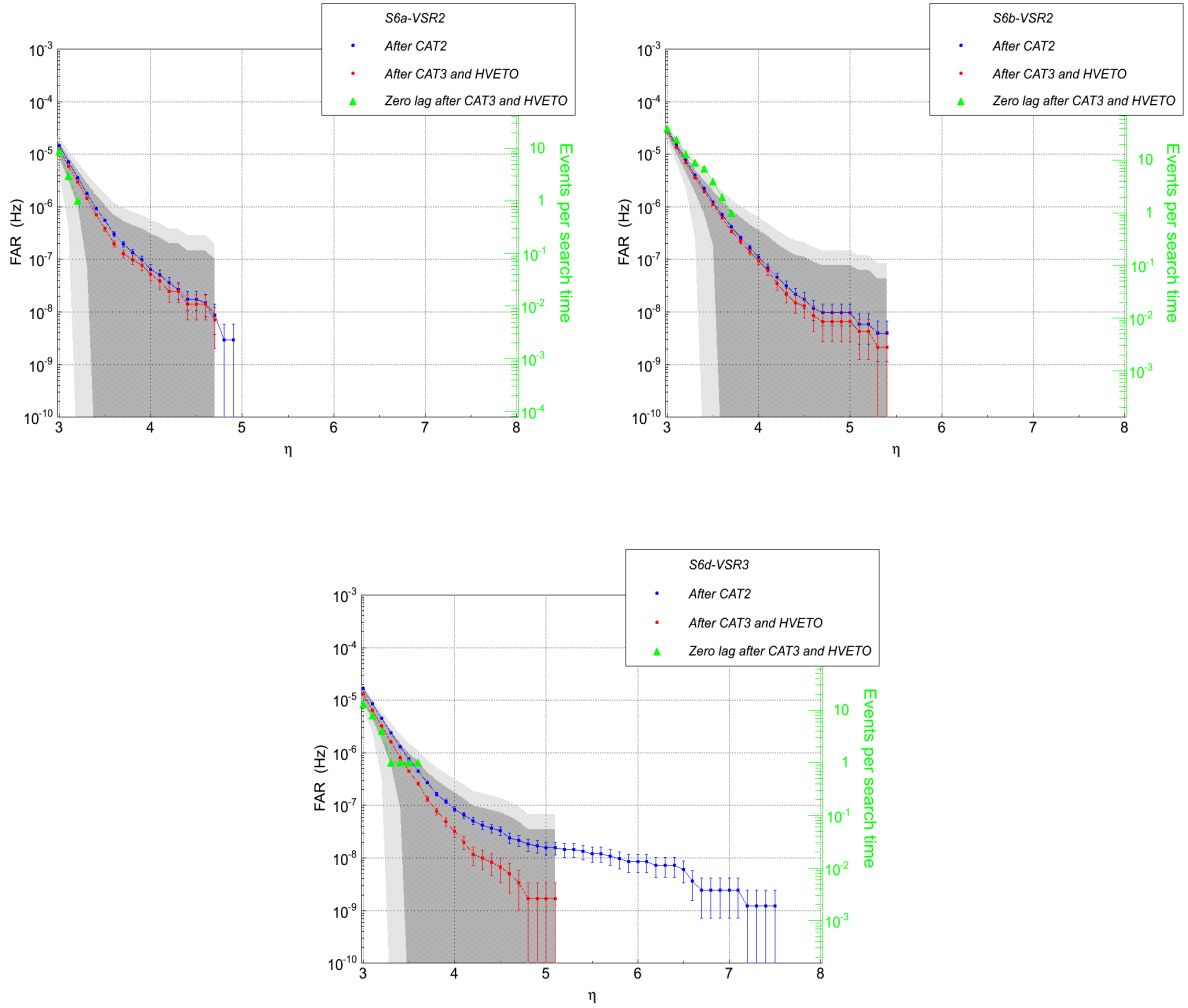 S6a-VSR2
After CAT2
After CAT3 and HVETO
Zero lag after CAT3 and HVETO
10^-3
10^-4
10^-5
10^-6
10^-7
10^-8
10^-9
10^-10
FAR (Hz)
3 4 5 6 7 8
η
10
1
10^-1
10^-2
10^-3
10^-4
Events per search time
S6b-VSR2
After CAT2
After CAT3 and HVETO
Zero lag after CAT3 and HVETO
10^-3
10^-4
10^-5
10^-6
10^-7
10^-8
10^-9
10^-10
FAR (Hz)
3 4 5 6 7 8
η
10
1
10^-1
10^-2
10^-3
Events per search time
S6d-VSR3
After CAT2
After CAT3 and HVETO
Zero lag after CAT3 and HVETO
10^-3
10^-4
10^-5
10^-6
10^-7
10^-8
10^-9
10^-10
FAR (Hz)
3 4 5 6 7 8
η
10
1
10^-1
10^-2
10^-3
Events per search time